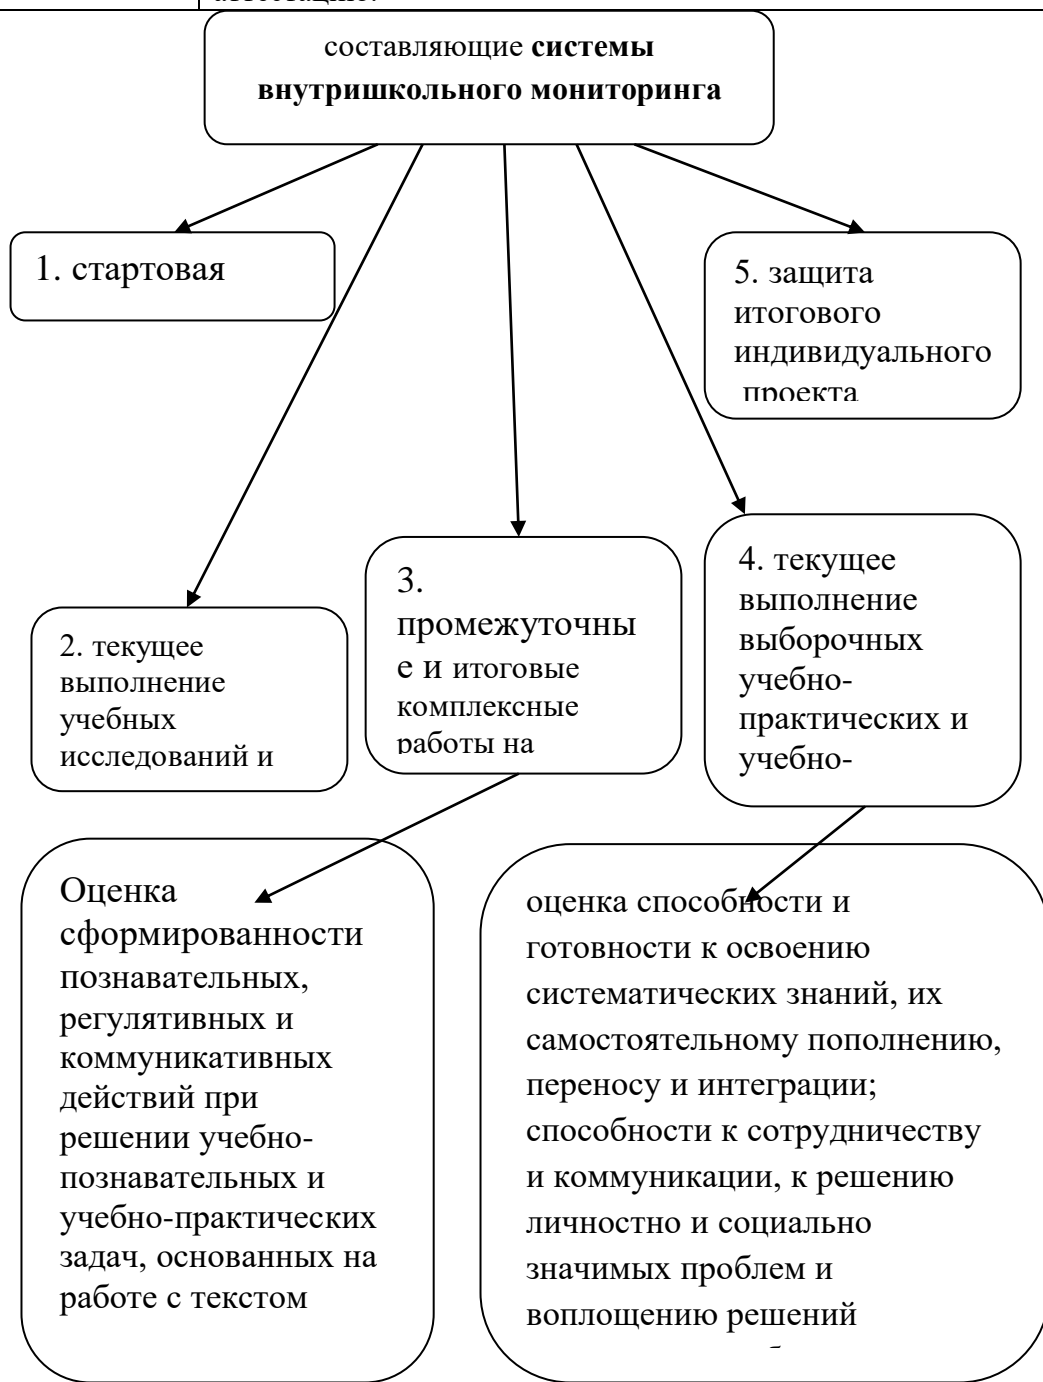 составляющие системы
внутришкольного мониторинга
1. стартовая
5. защита
итогового
индивидуального
проекта
2. текущее
выполнение
учебных
исследований и
3.
промежуточны
е и итоговые
комплексные
работы на
4. текущее
выполнение
выборочных
учебно-
практических и
учебно-
Оценка
сформированности
познавательных,
регулятивных и
коммуникативных
действий при
решении учебно-
познавательных и
учебно-практических
задач, основанных на
работе с текстом
оценка способности и
готовности к освоению
систематических знаний, их
самостоятельному пополнению,
переносу и интеграции;
способности к сотрудничеству
и коммуникации, к решению
личностно и социально
значимых проблем и
воплощению решений